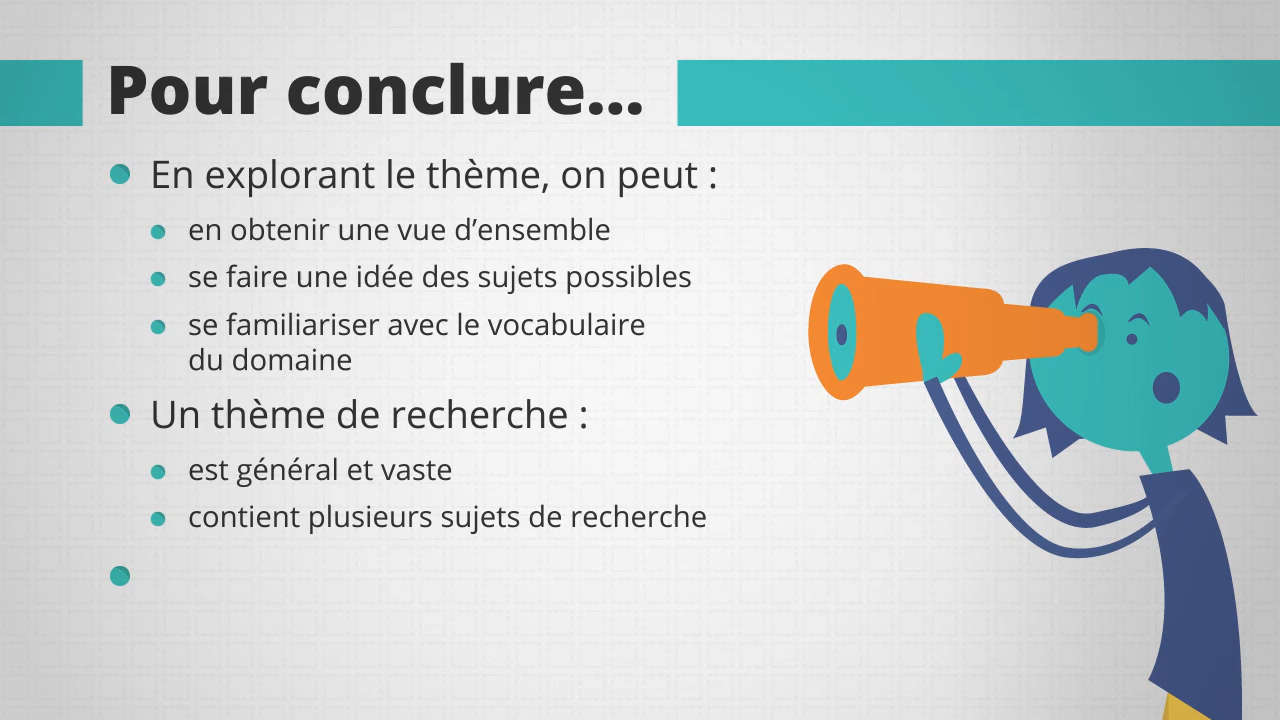 Pour conclure...
En explorant le thème, on peut :
en obtenir une vue d’ensemble
se faire une idée des sujets possibles
se familiariser avec le vocabulaire
du domaine
Un thème de recherche :
est général et vaste
contient plusieurs sujets de recherche